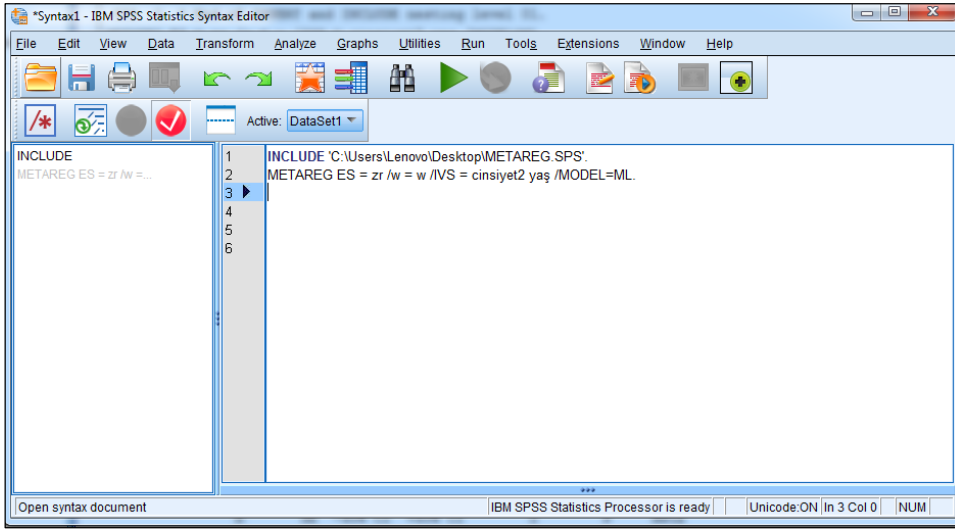 *Syntax1 - IBM SPSS Statistics Syntax Editor
File Edit View Data Transform Analyze Graphs Utilities Run Tools Extensions Window Help
Active: DataSet1
INCLUDE
METAREG ES = zr /w =...
1 INCLUDE 'C:\Users\Lenovo\Desktop\METAREG.SPS'.
2 METAREG ES = zr /w = w /IVS = cinsiyet2 yaş /MODEL=ML.
3
4
5
6
Open syntax document IBM SPSS Statistics Processor is ready Unicode:ON In 3 Col 0 NUM